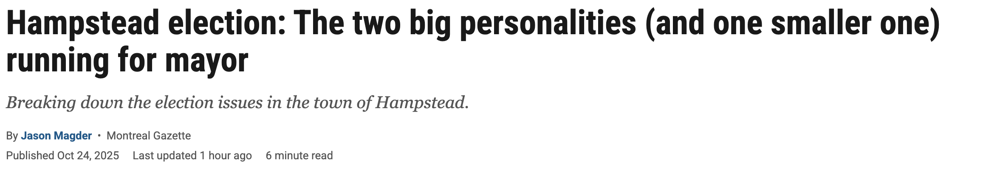 Hampstead election: The two big personalities (and one smaller one)
running for mayor
Breaking down the election issues in the town of Hampstead.
By Jason Magder • Montreal Gazette
Published Oct 24, 2025 Last updated 1 hour ago 6 minute read